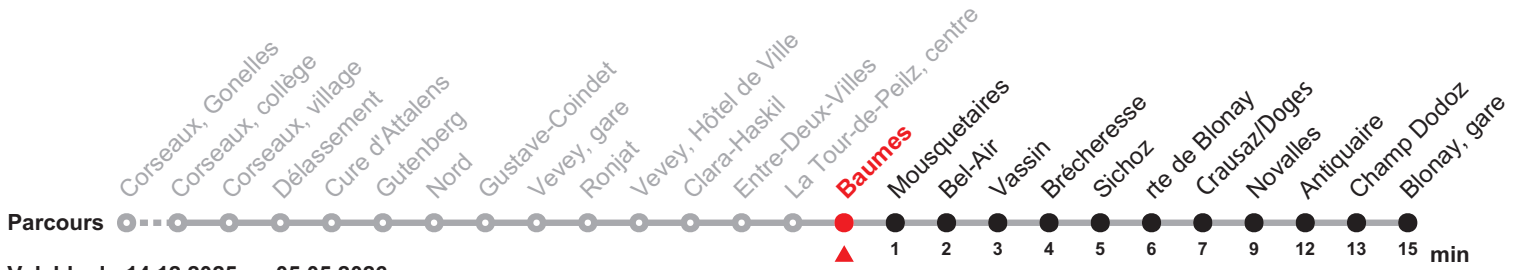 Corseaux, Gonelles
Corseaux, collège
Corseaux, village
Délassement
Cure d'Attalens
Gutenberg
Nord
Gustave-Coindet
Vevey, gare
Ronjat
Vevey, Hôtel de Ville
Clara-Haskil
Entre-Deux-Villes
La Tour-de-Peilz, centre
Baumes
Mousquetaires
Bel-Air
Vassin
Brécheresse
Sichoz
rte de Blonay
Crausaz/Doges
Novalles
Antiquaire
Champ Dodoz
Blonay, gare
Parcours
1 2 3 4 5 6 7 9 12 13 15 min